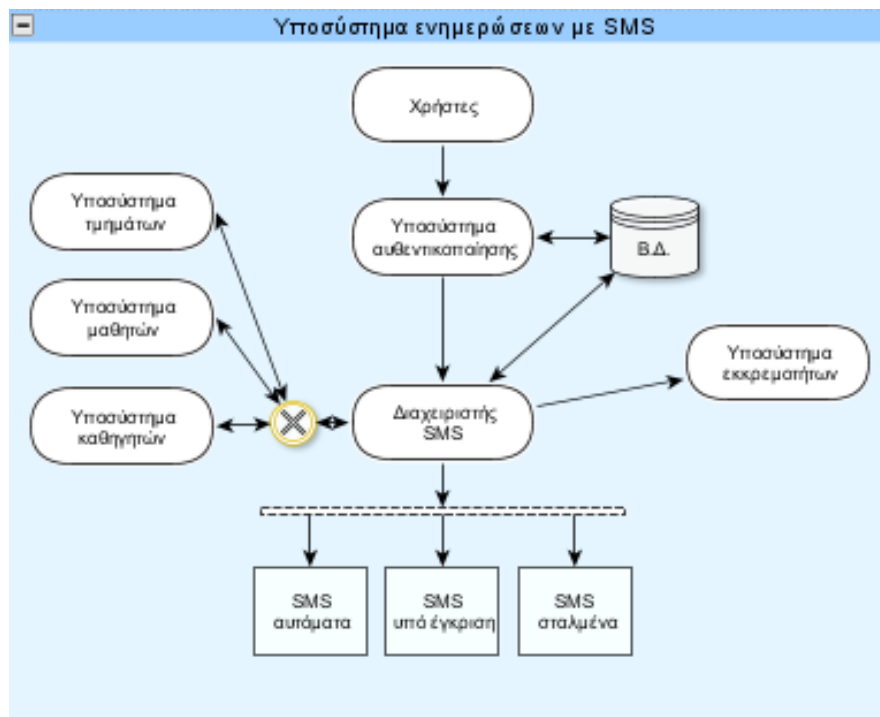 Υποσύστημα ενημερώσεων με SMS
Χρήστες
Υποσύστημα
τμημάτων
Υποσύστημα
αυθεντικοποίησης
Β.Δ.
Υποσύστημα
μαθητών
Υποσύστημα
εκκρεμοτήτων
Υποσύστημα
καθηγητών
Διαχειριστής
SMS
SMS
αυτόματα
SMS
υπό έγκριση
SMS
σταλμένα